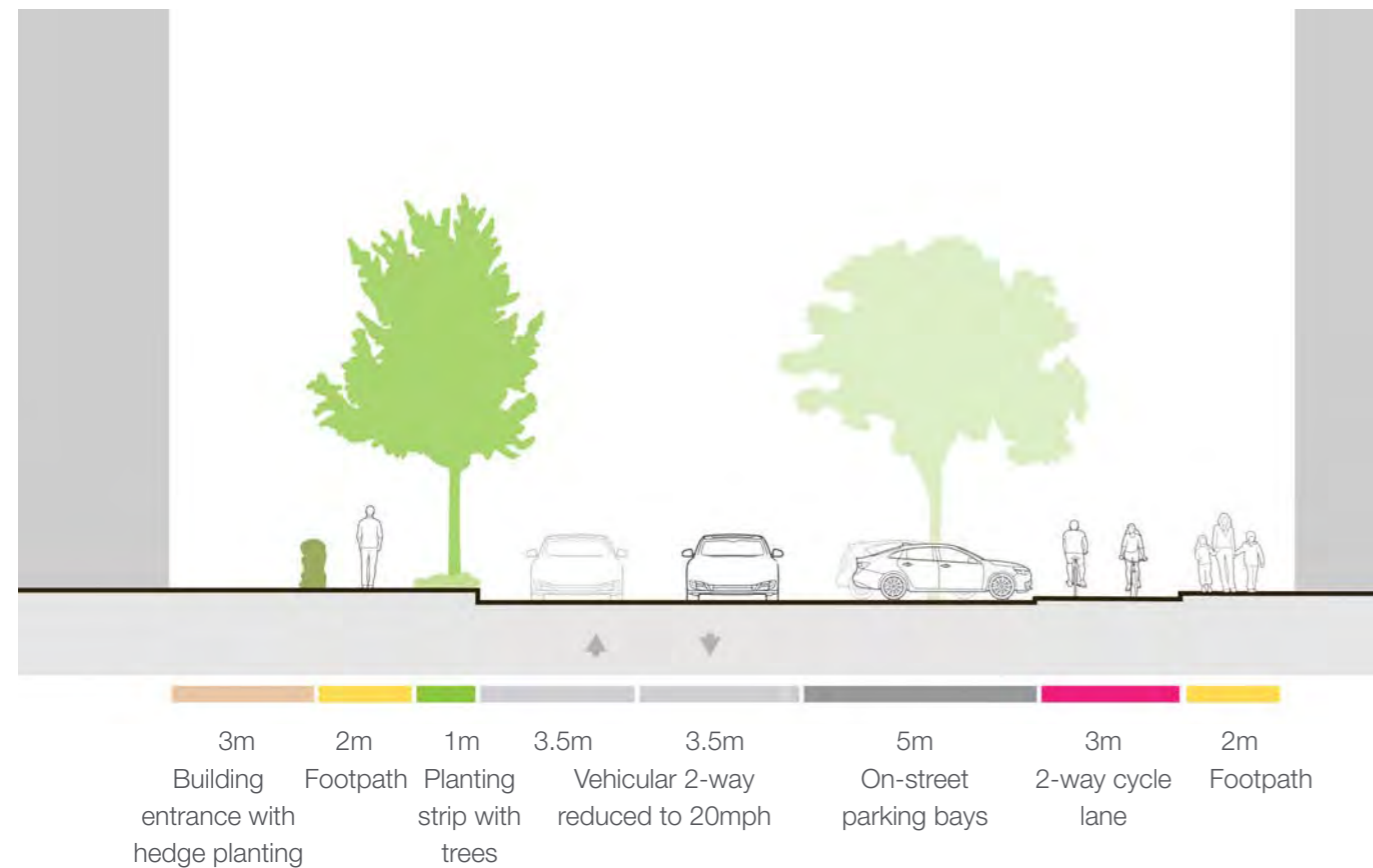 3m 2m 1m 3.5m 3.5m 5m 3m 2m
Building Footpath Planting Vehicular 2-way On-street 2-way cycle Footpath
entrance with strip with reduced to 20mph parking bays lane
hedge planting trees